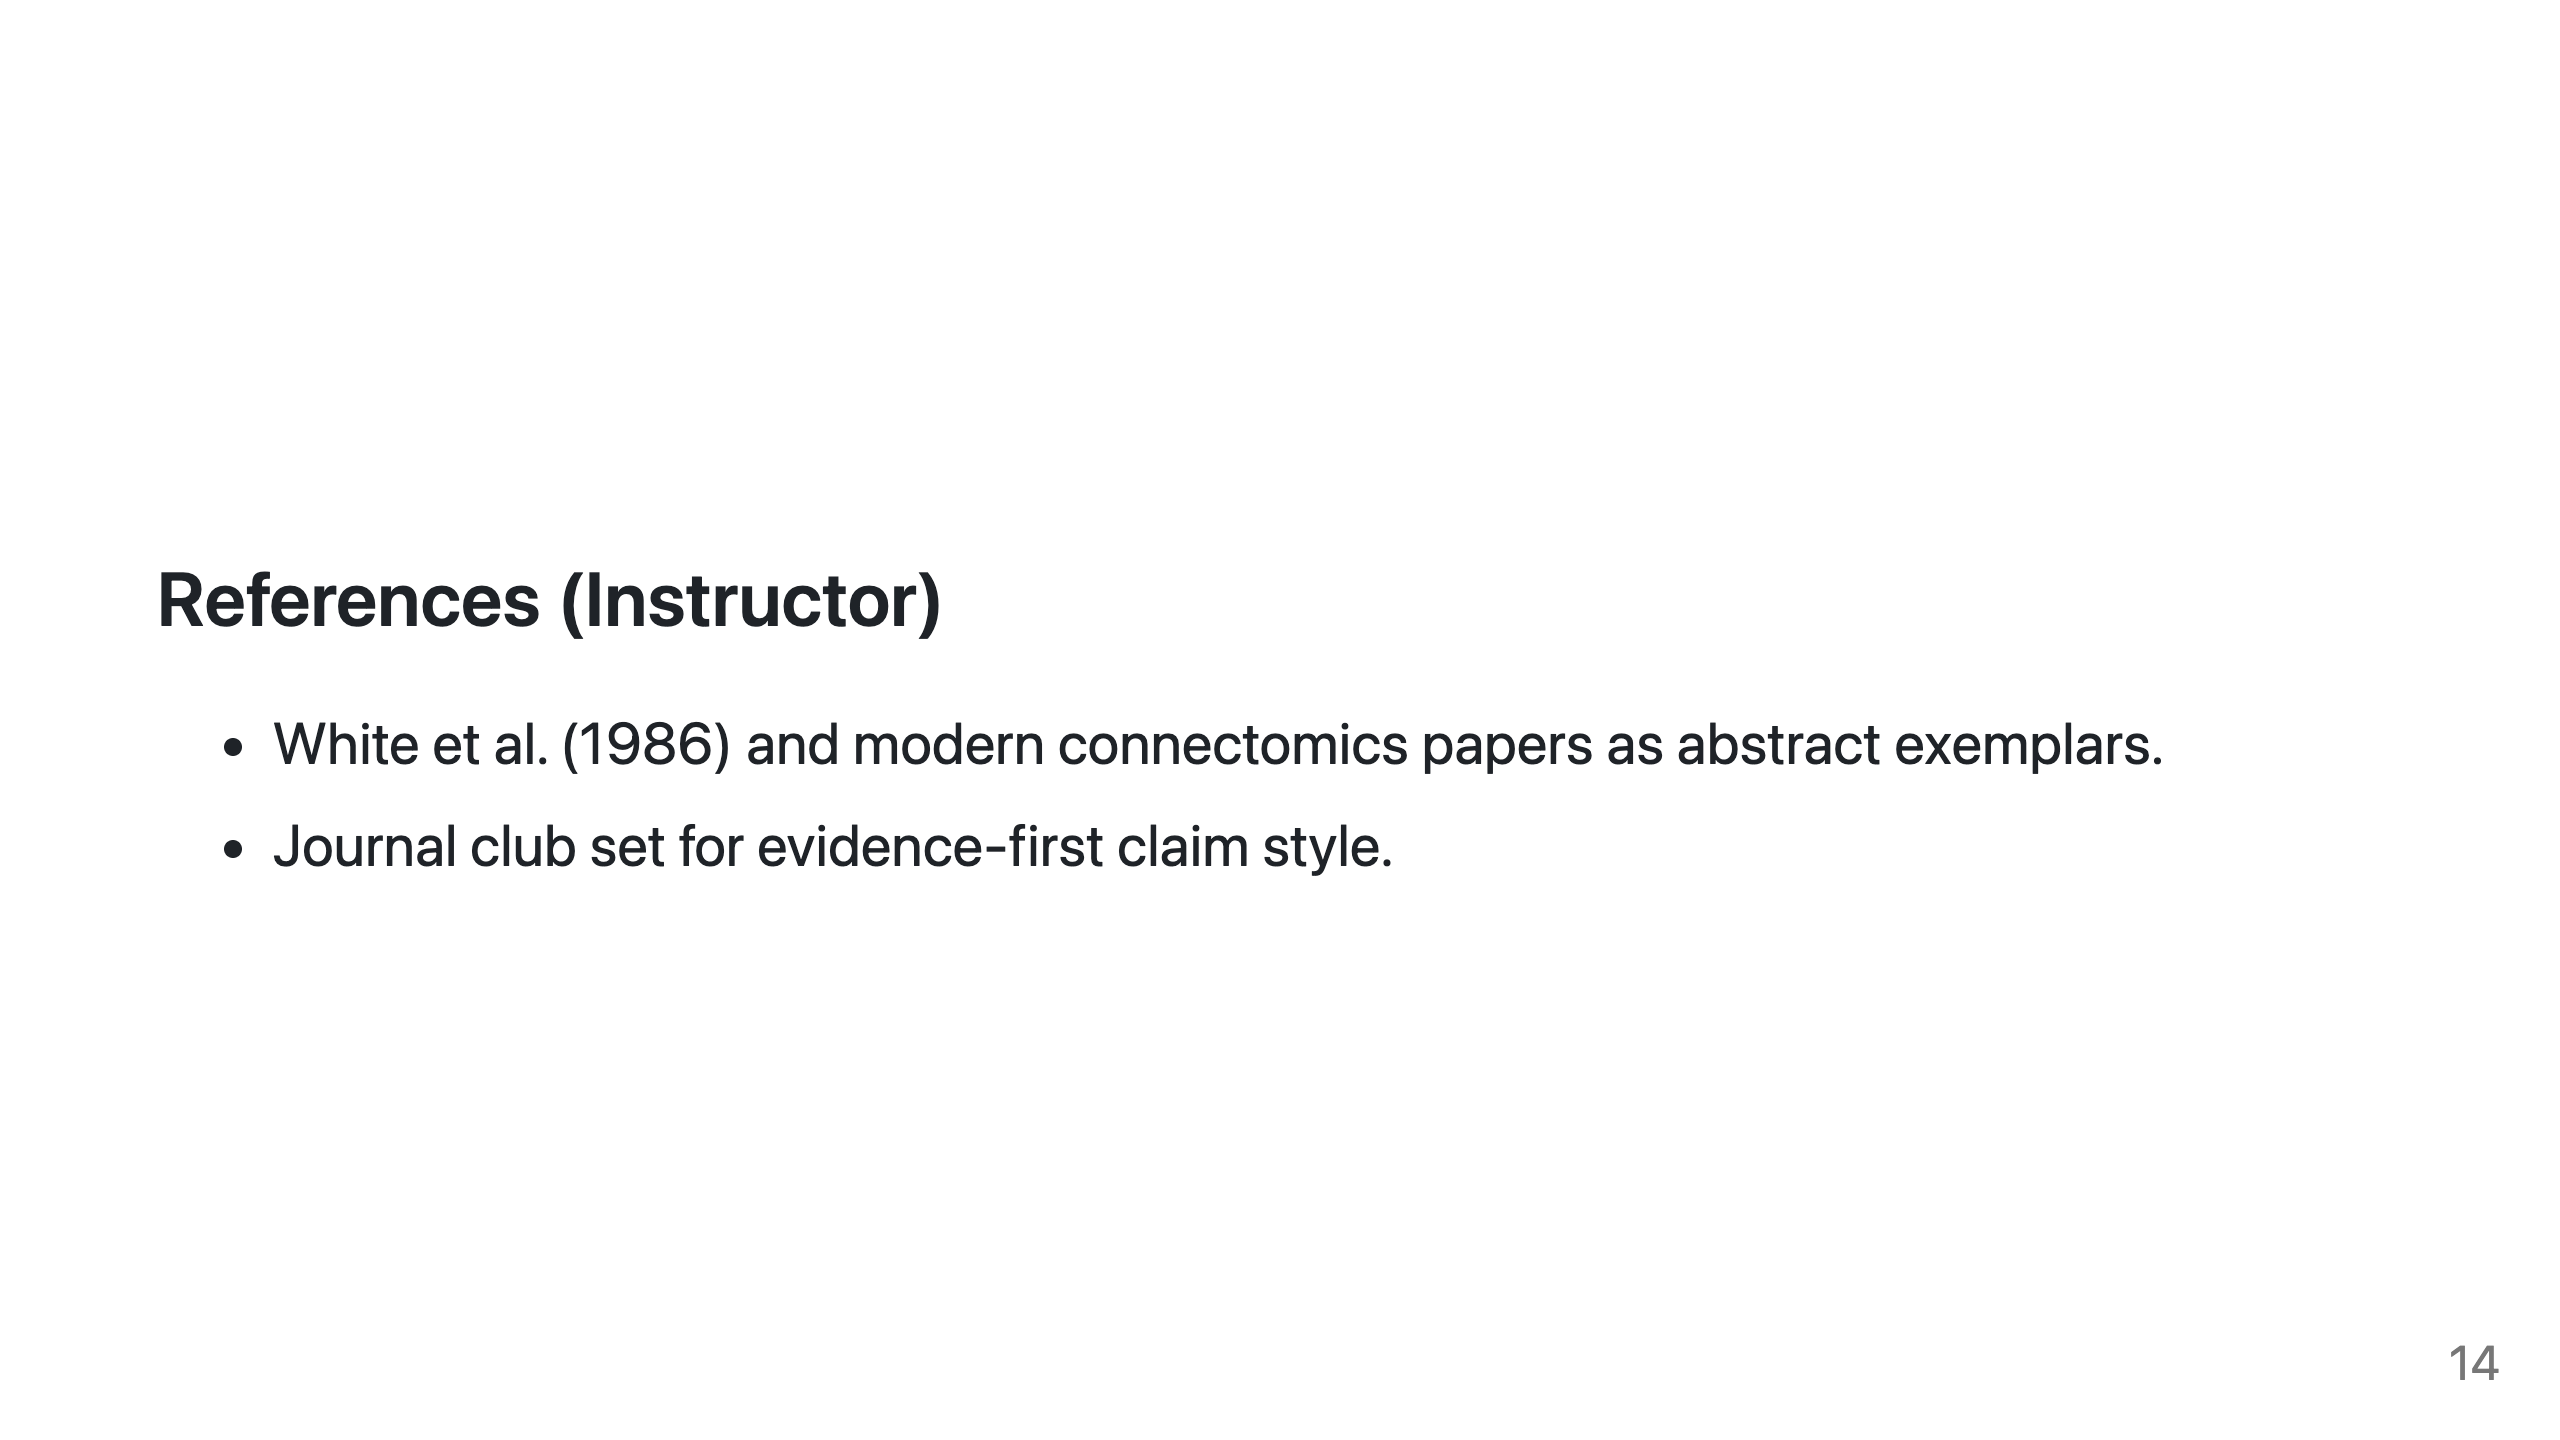 References (Instructor)
• White et al. (1986) and modern connectomics papers as abstract exemplars.
• Journal club set for evidence-first claim style.
14